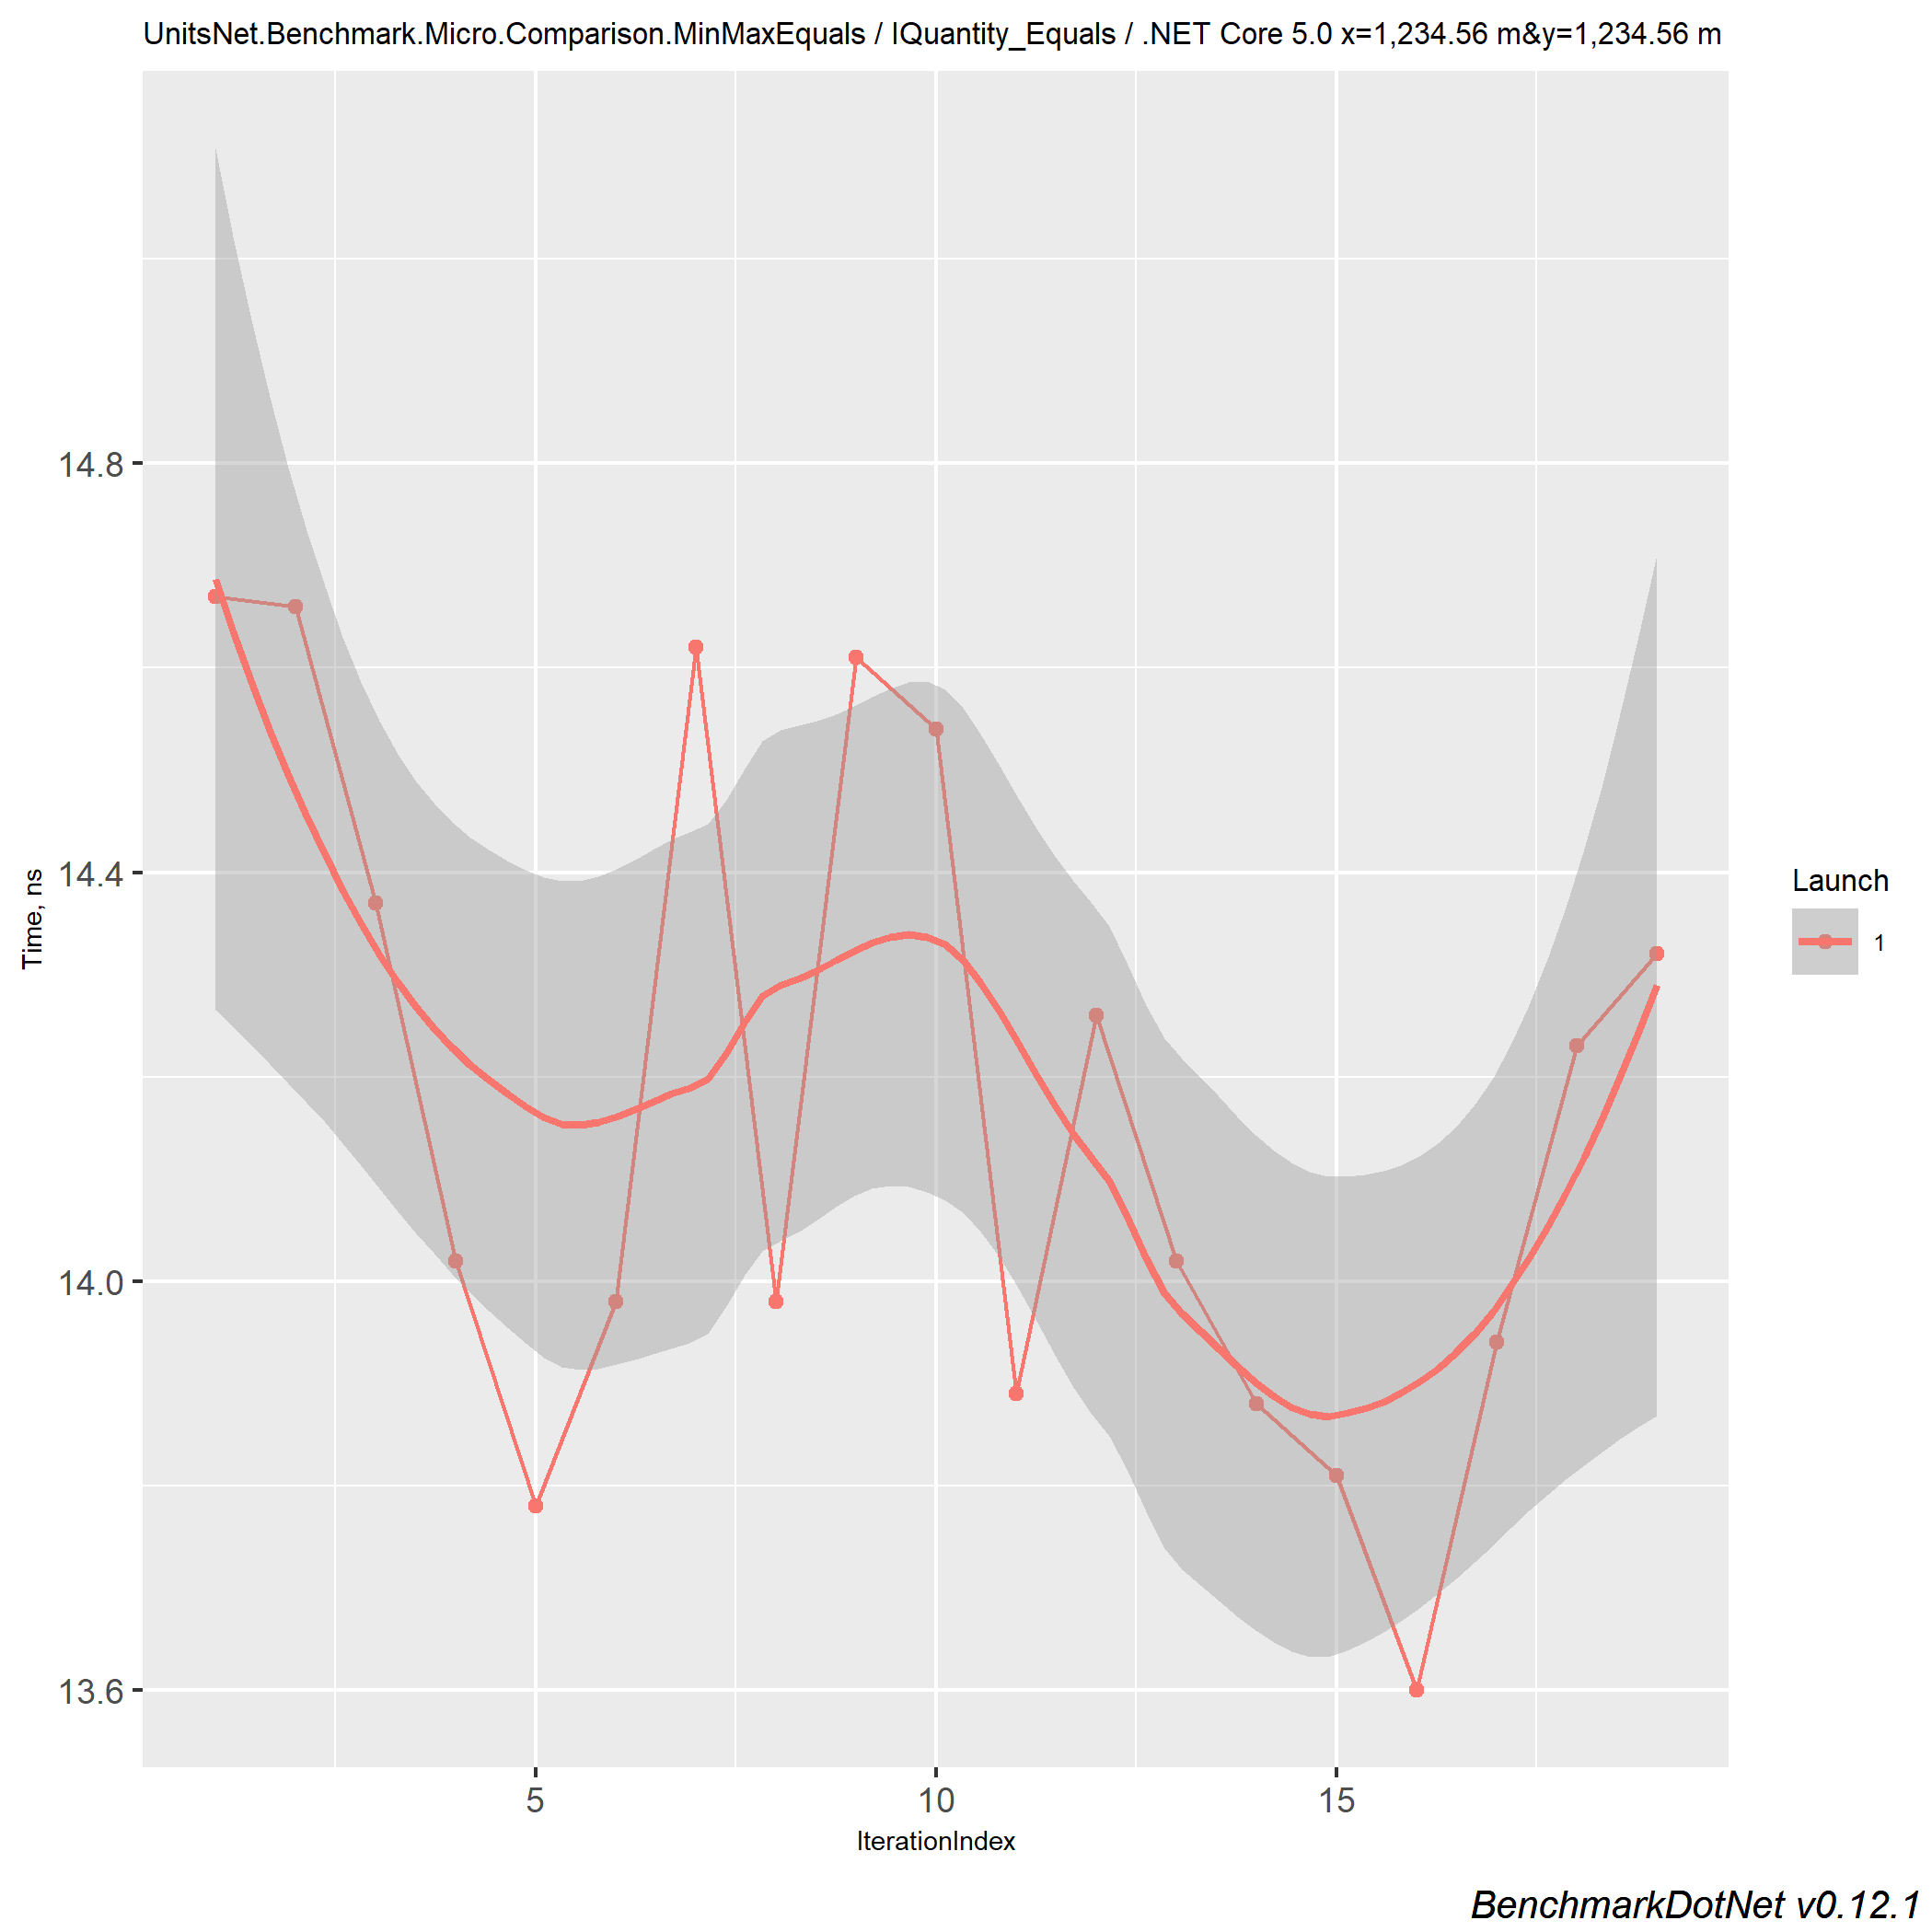 UnitsNet.Benchmark.Micro.Comparison.MinMaxEquals / IQuantity_Equals / .NET Core 5.0 x=1,234.56 m&y=1,234.56 m
Time, ns
14.8
14.4
14.0
13.6
5 10 15
IterationIndex
Launch
1
BenchmarkDotNet v0.12.1